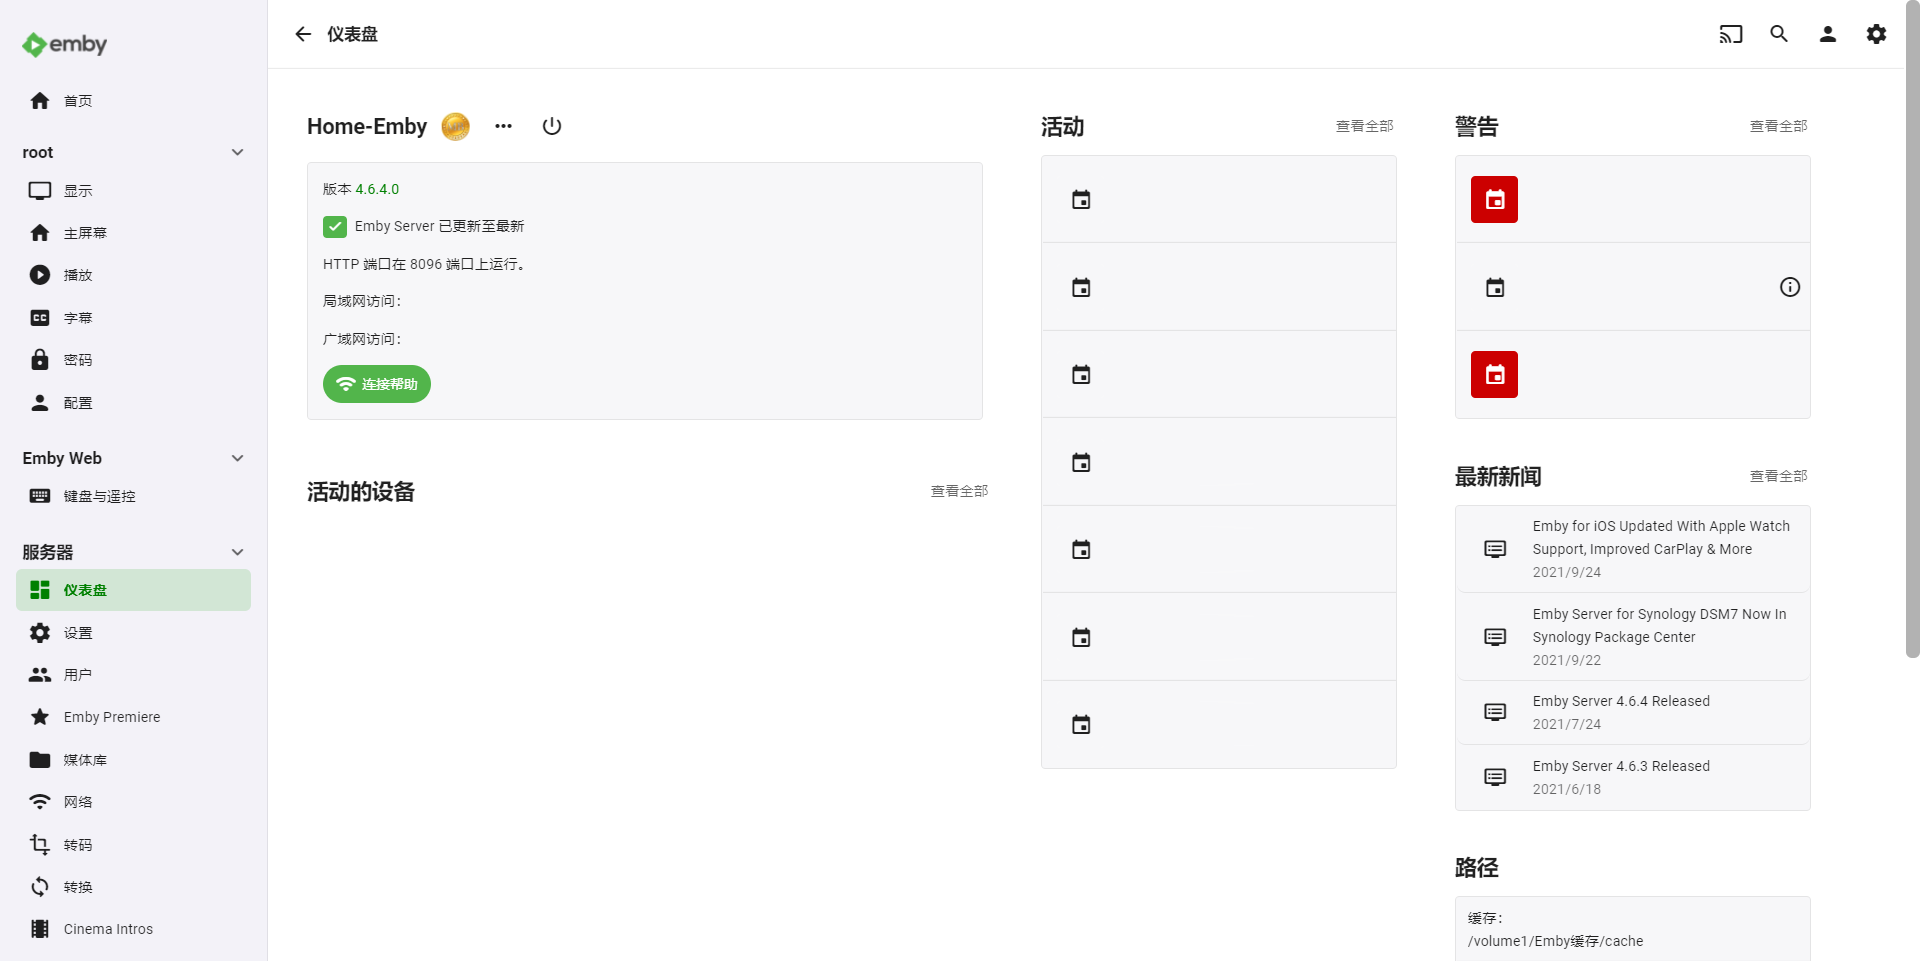 emby
首页
root
显示
主屏幕
播放
字幕
密码
配置
Emby Web
键盘与遥控
服务器
仪表盘
设置
用户
Emby Premiere
媒体库
网络
转码
转换
Cinema Intros
仪表盘
Home-Emby
版本 4.6.4.0
Emby Server 已更新至最新
HTTP 端口在 8096 端口上运行。
局域网访问：
广域网访问：
连接帮助
活动的设备
查看全部
活动
查看全部
警告
查看全部
最新新闻
查看全部
Emby for iOS Updated With Apple Watch
Support, Improved CarPlay & More
2021/9/24
Emby Server for Synology DSM7 Now In
Synology Package Center
2021/9/22
Emby Server 4.6.4 Released
2021/7/24
Emby Server 4.6.3 Released
2021/6/18
路径
缓存：
/volume1/Emby缓存/cache